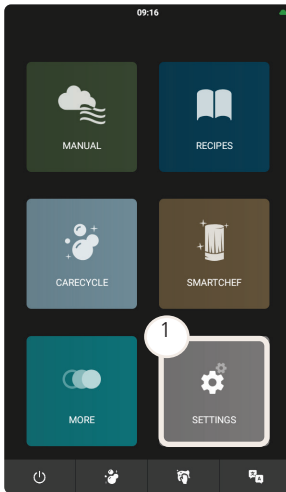 09:16
MANUAL
RECIPES
CARECYCLE
SMARTCHEF
1
MORE
SETTINGS